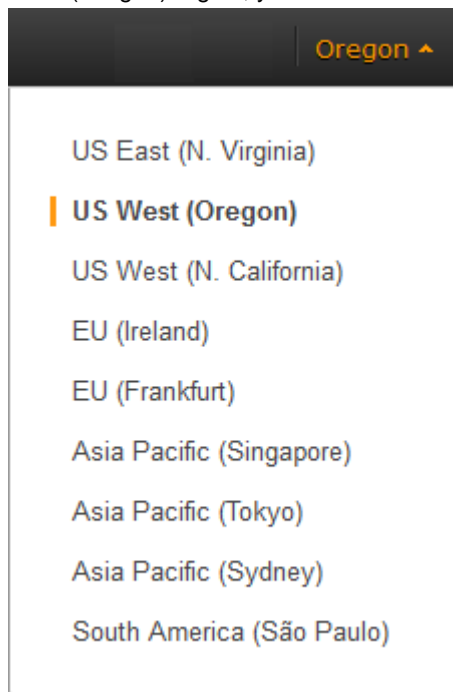 Oregon
US East (N. Virginia)
US West (Oregon)
US West (N. California)
EU (Ireland)
EU (Frankfurt)
Asia Pacific (Singapore)
Asia Pacific (Tokyo)
Asia Pacific (Sydney)
South America (São Paulo)